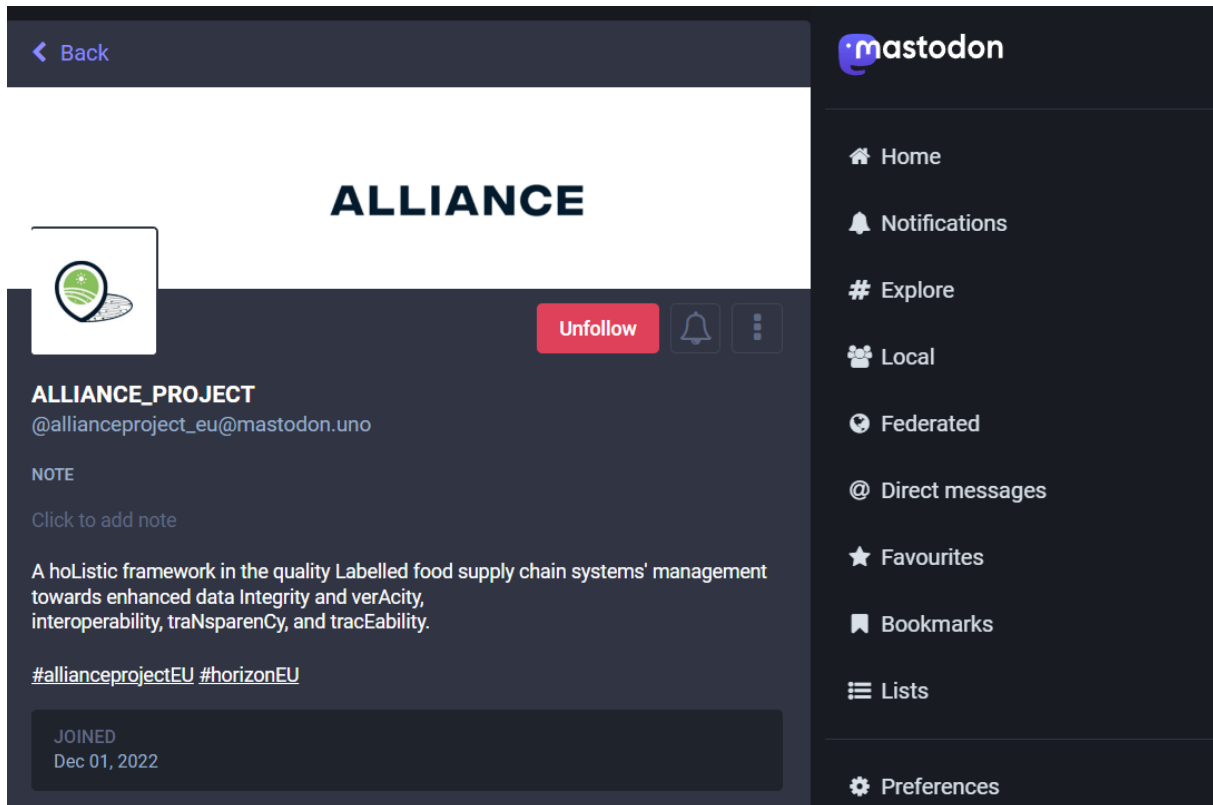 Back
ALLIANCE
Unfollow
ALLIANCE_PROJECT
@allianceproject_eu@mastodon.uno
NOTE
Click to add note
A hoListic framework in the quality Labelled food supply chain systems' management
towards enhanced data Integrity and verAcity,
interoperability, traNsparenCy, and tracEability.
#allianceprojectEU #horizonEU
JOINED
Dec 01, 2022
mastodon
Home
Notifications
# Explore
Local
Federated
@ Direct messages
Favourites
Bookmarks
Lists
Preferences